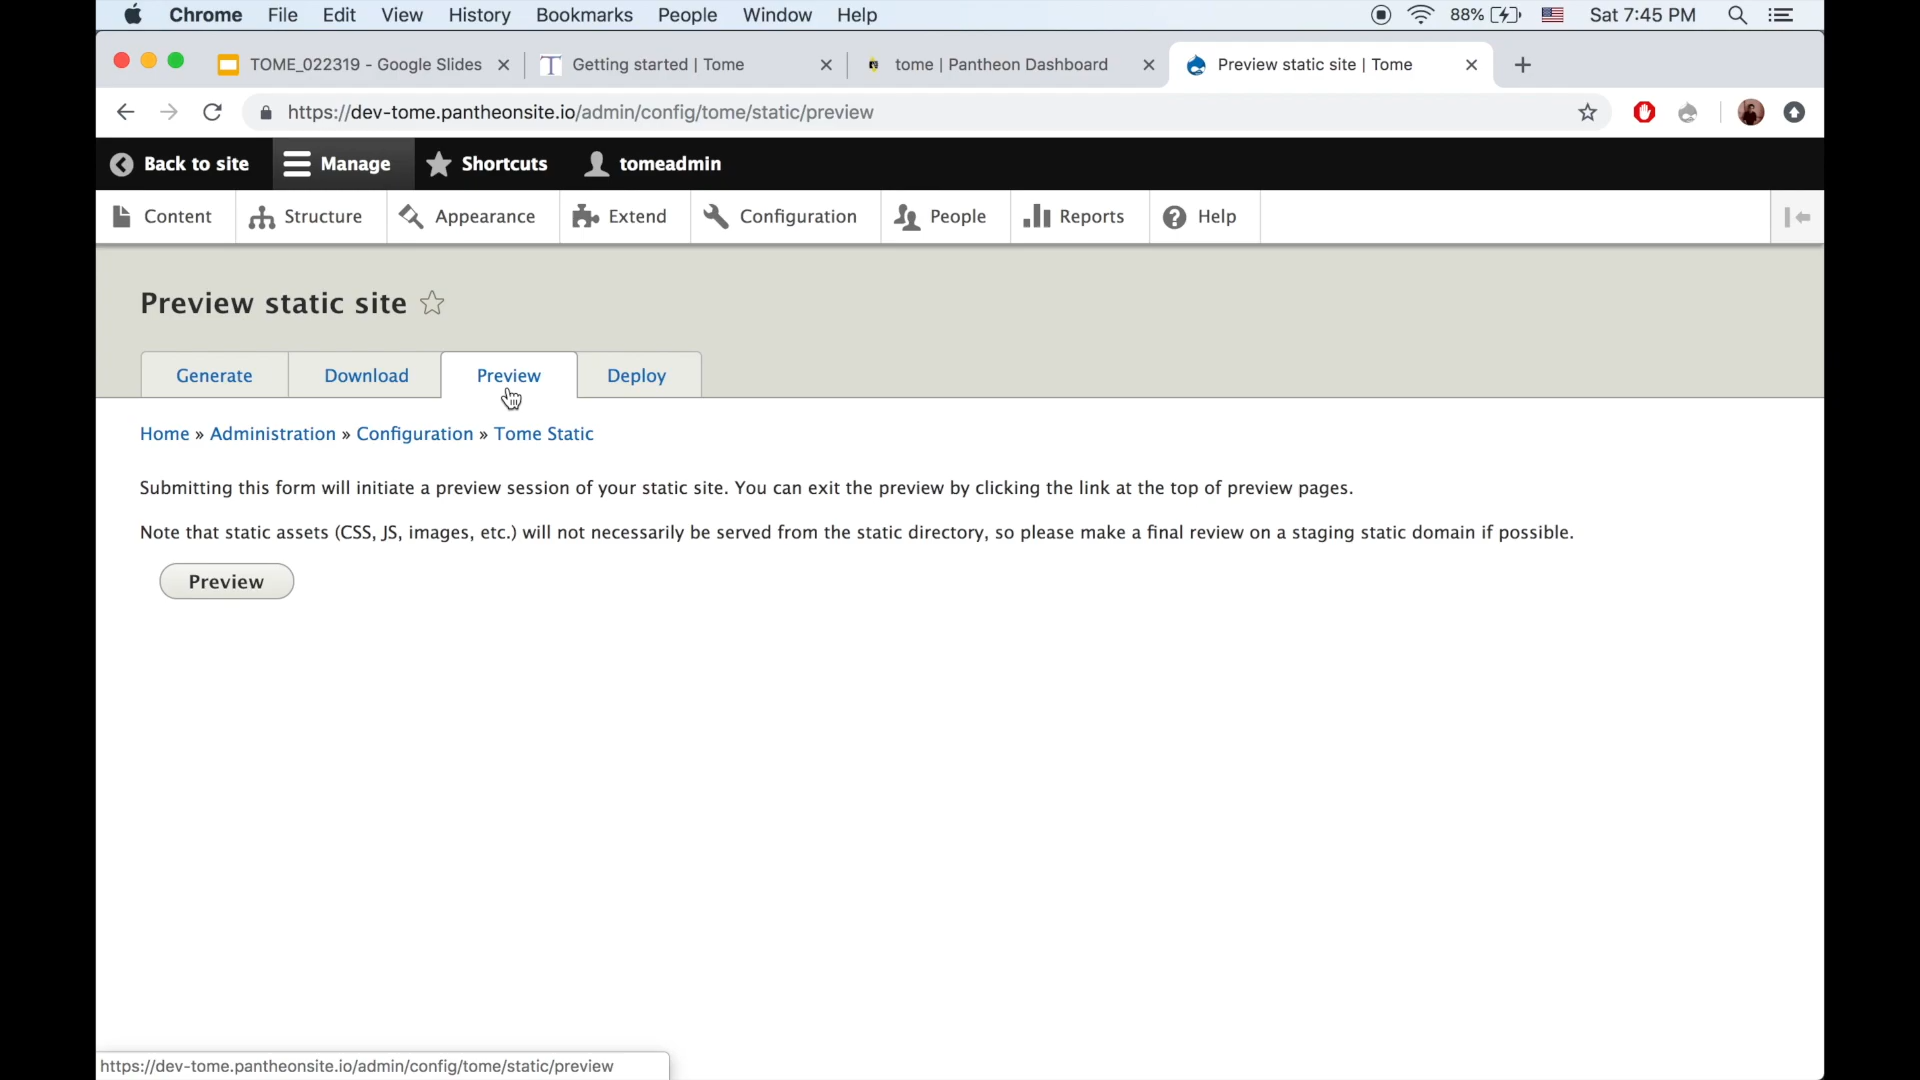 Chrome File Edit View History Bookmarks People Window Help 88% Sat 7:45 PM
TOME_022319 - Google Slides Getting started | Tome tome | Pantheon Dashboard Preview static site | Tome
https://dev-tome.pantheonsite.io/admin/config/tome/static/preview
Back to site Manage Shortcuts tomeadmin
Content Structure Appearance Extend Configuration People Reports Help
Preview static site
Generate Download Preview Deploy
Home » Administration » Configuration » Tome Static
Submitting this form will initiate a preview session of your static site. You can exit the preview by clicking the link at the top of preview pages.
Note that static assets (CSS, JS, images, etc.) will not necessarily be served from the static directory, so please make a final review on a staging static domain if possible.
Preview
https://dev-tome.pantheonsite.io/admin/config/tome/static/preview